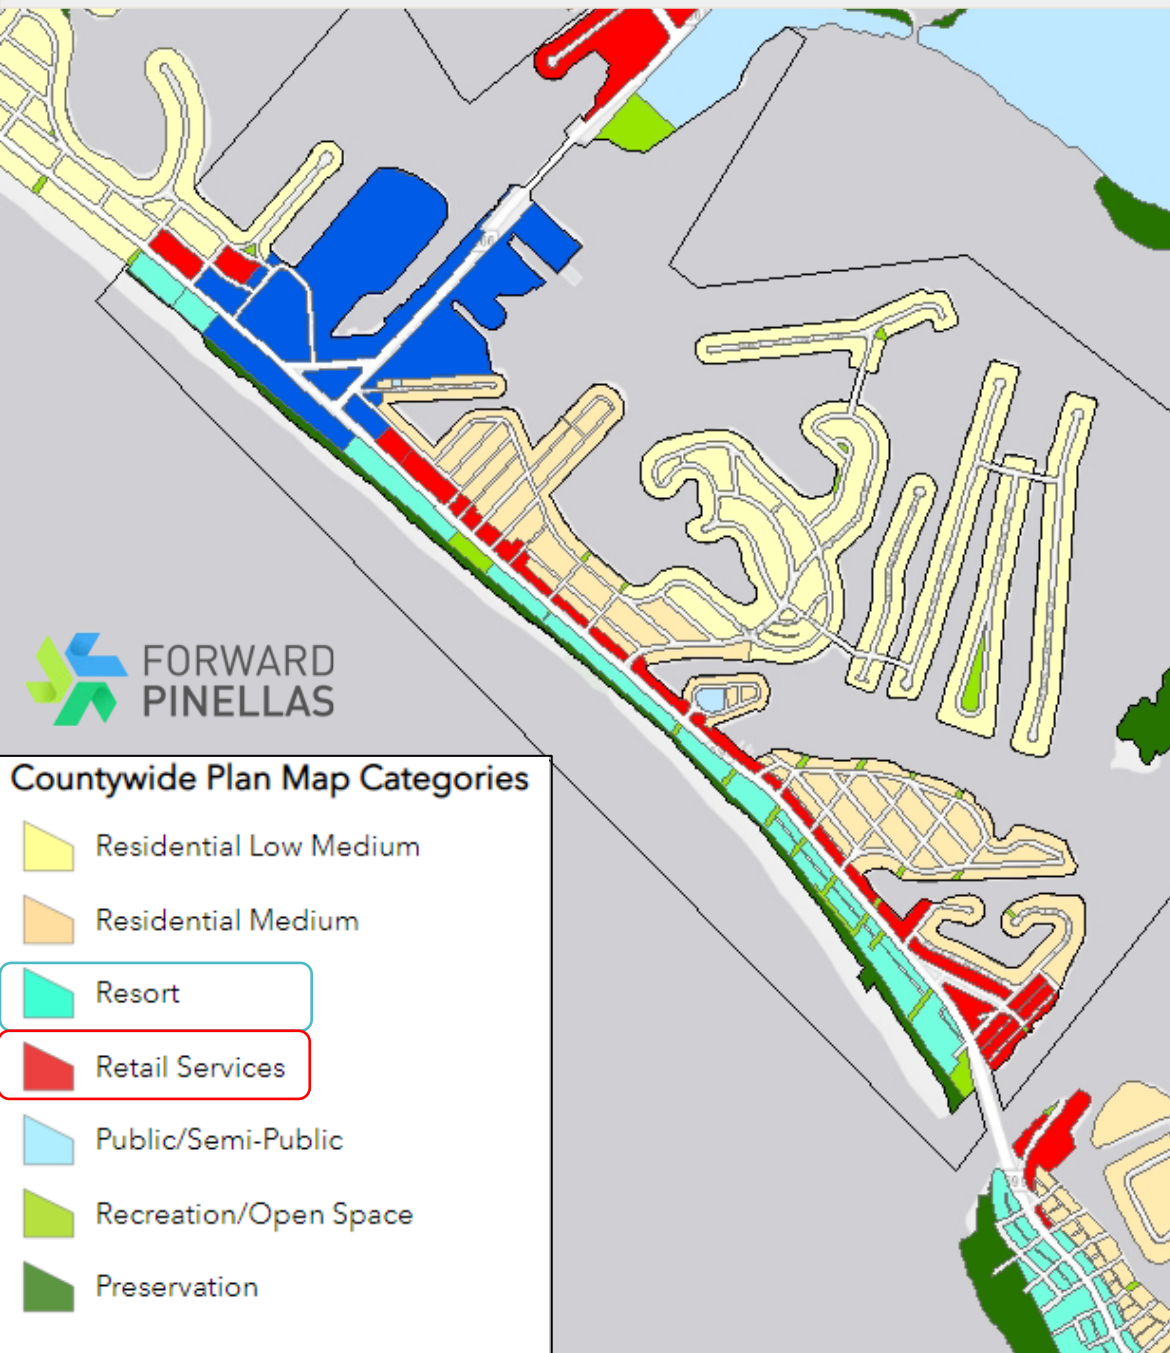 FORWARD
PINELLAS
Countywide Plan Map Categories
Residential Low Medium
Residential Medium
Resort
Retail Services
Public/Semi-Public
Recreation/Open Space
Preservation